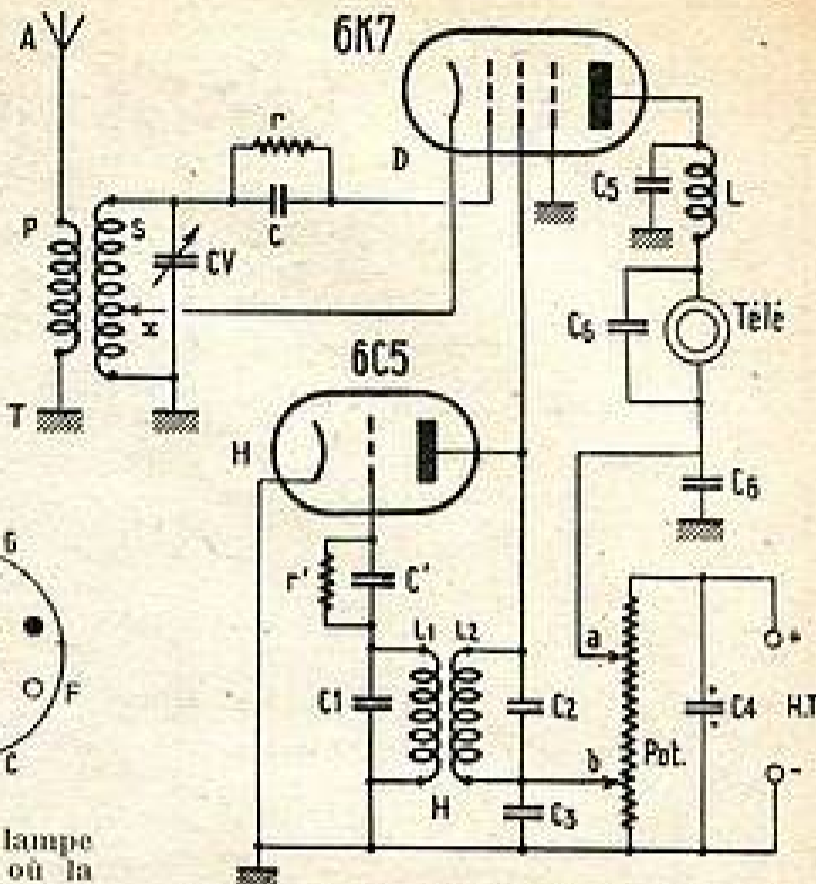 A
6K7
r
D
C5
L
P
S
C
CV
x
C6
Télé
6C5
T
H
C6
G
r'
C'
L1
L2
a
F
C1
C2
C4
H.T
Pot.
b
C
H
C3
+
-
lampe
où la